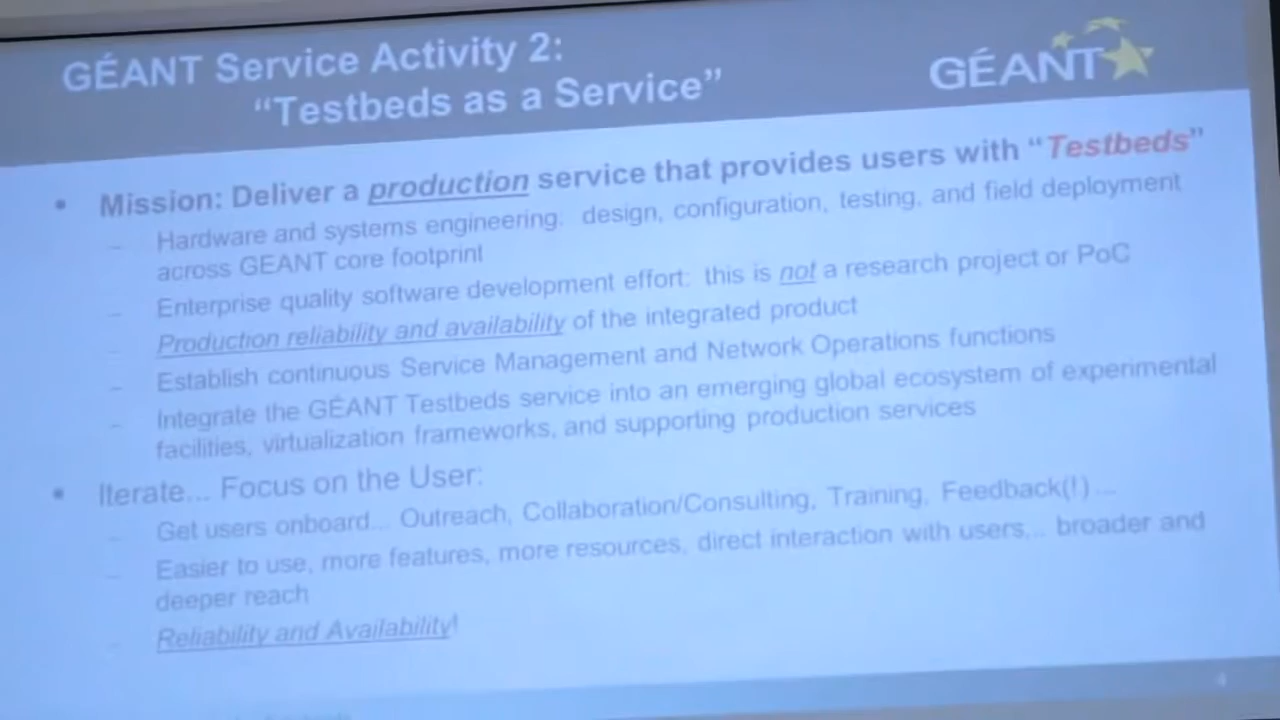 GÉANT Service Activity 2:
"Testbeds as a Service"
GÉANT
• Mission: Deliver a production service that provides users with "Testbeds"
– Hardware and systems engineering: design, configuration, testing, and field deployment
across GEANT core footprint
– Enterprise quality software development effort: this is not a research project or PoC
– Production reliability and availability of the integrated product
– Establish continuous Service Management and Network Operations functions
– Integrate the GÉANT Testbeds service into an emerging global ecosystem of experimental
facilities, virtualization frameworks, and supporting production services
• Iterate... Focus on the User:
– Get users onboard... Outreach, Collaboration/Consulting, Training, Feedback(!) ...
– Easier to use, more features, more resources, direct interaction with users... broader and
deeper reach
– Reliability and Availability!
4